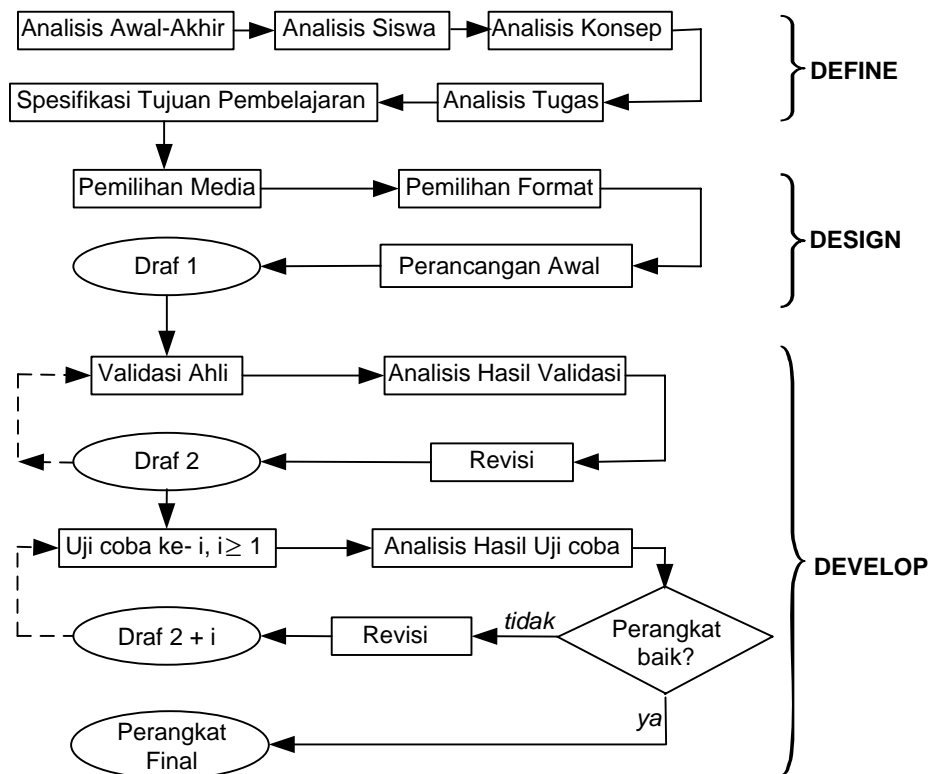 Analisis Awal-Akhir
Analisis Siswa
Analisis Konsep
DEFINE
Spesifikasi Tujuan Pembelajaran
Analisis Tugas
Pemilihan Media
Pemilihan Format
DESIGN
Draf 1
Perancangan Awal
Validasi Ahli
Analisis Hasil Validasi
Draf 2
Revisi
Uji coba ke- i, i≥ 1
Analisis Hasil Uji coba
DEVELOP
Draf 2 + i
Revisi
tidak
Perangkat
baik?
ya
Perangkat
Final